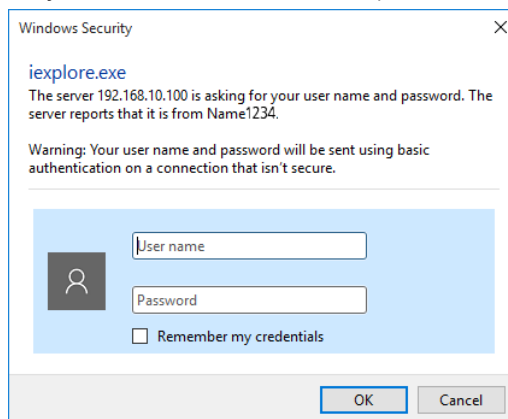 Windows Security
iexplore.exe
The server 192.168.10.100 is asking for your user name and password. The
server reports that it is from Name1234.
Warning: Your user name and password will be sent using basic
authentication on a connection that isn't secure.
User name
Password
Remember my credentials
OK
Cancel